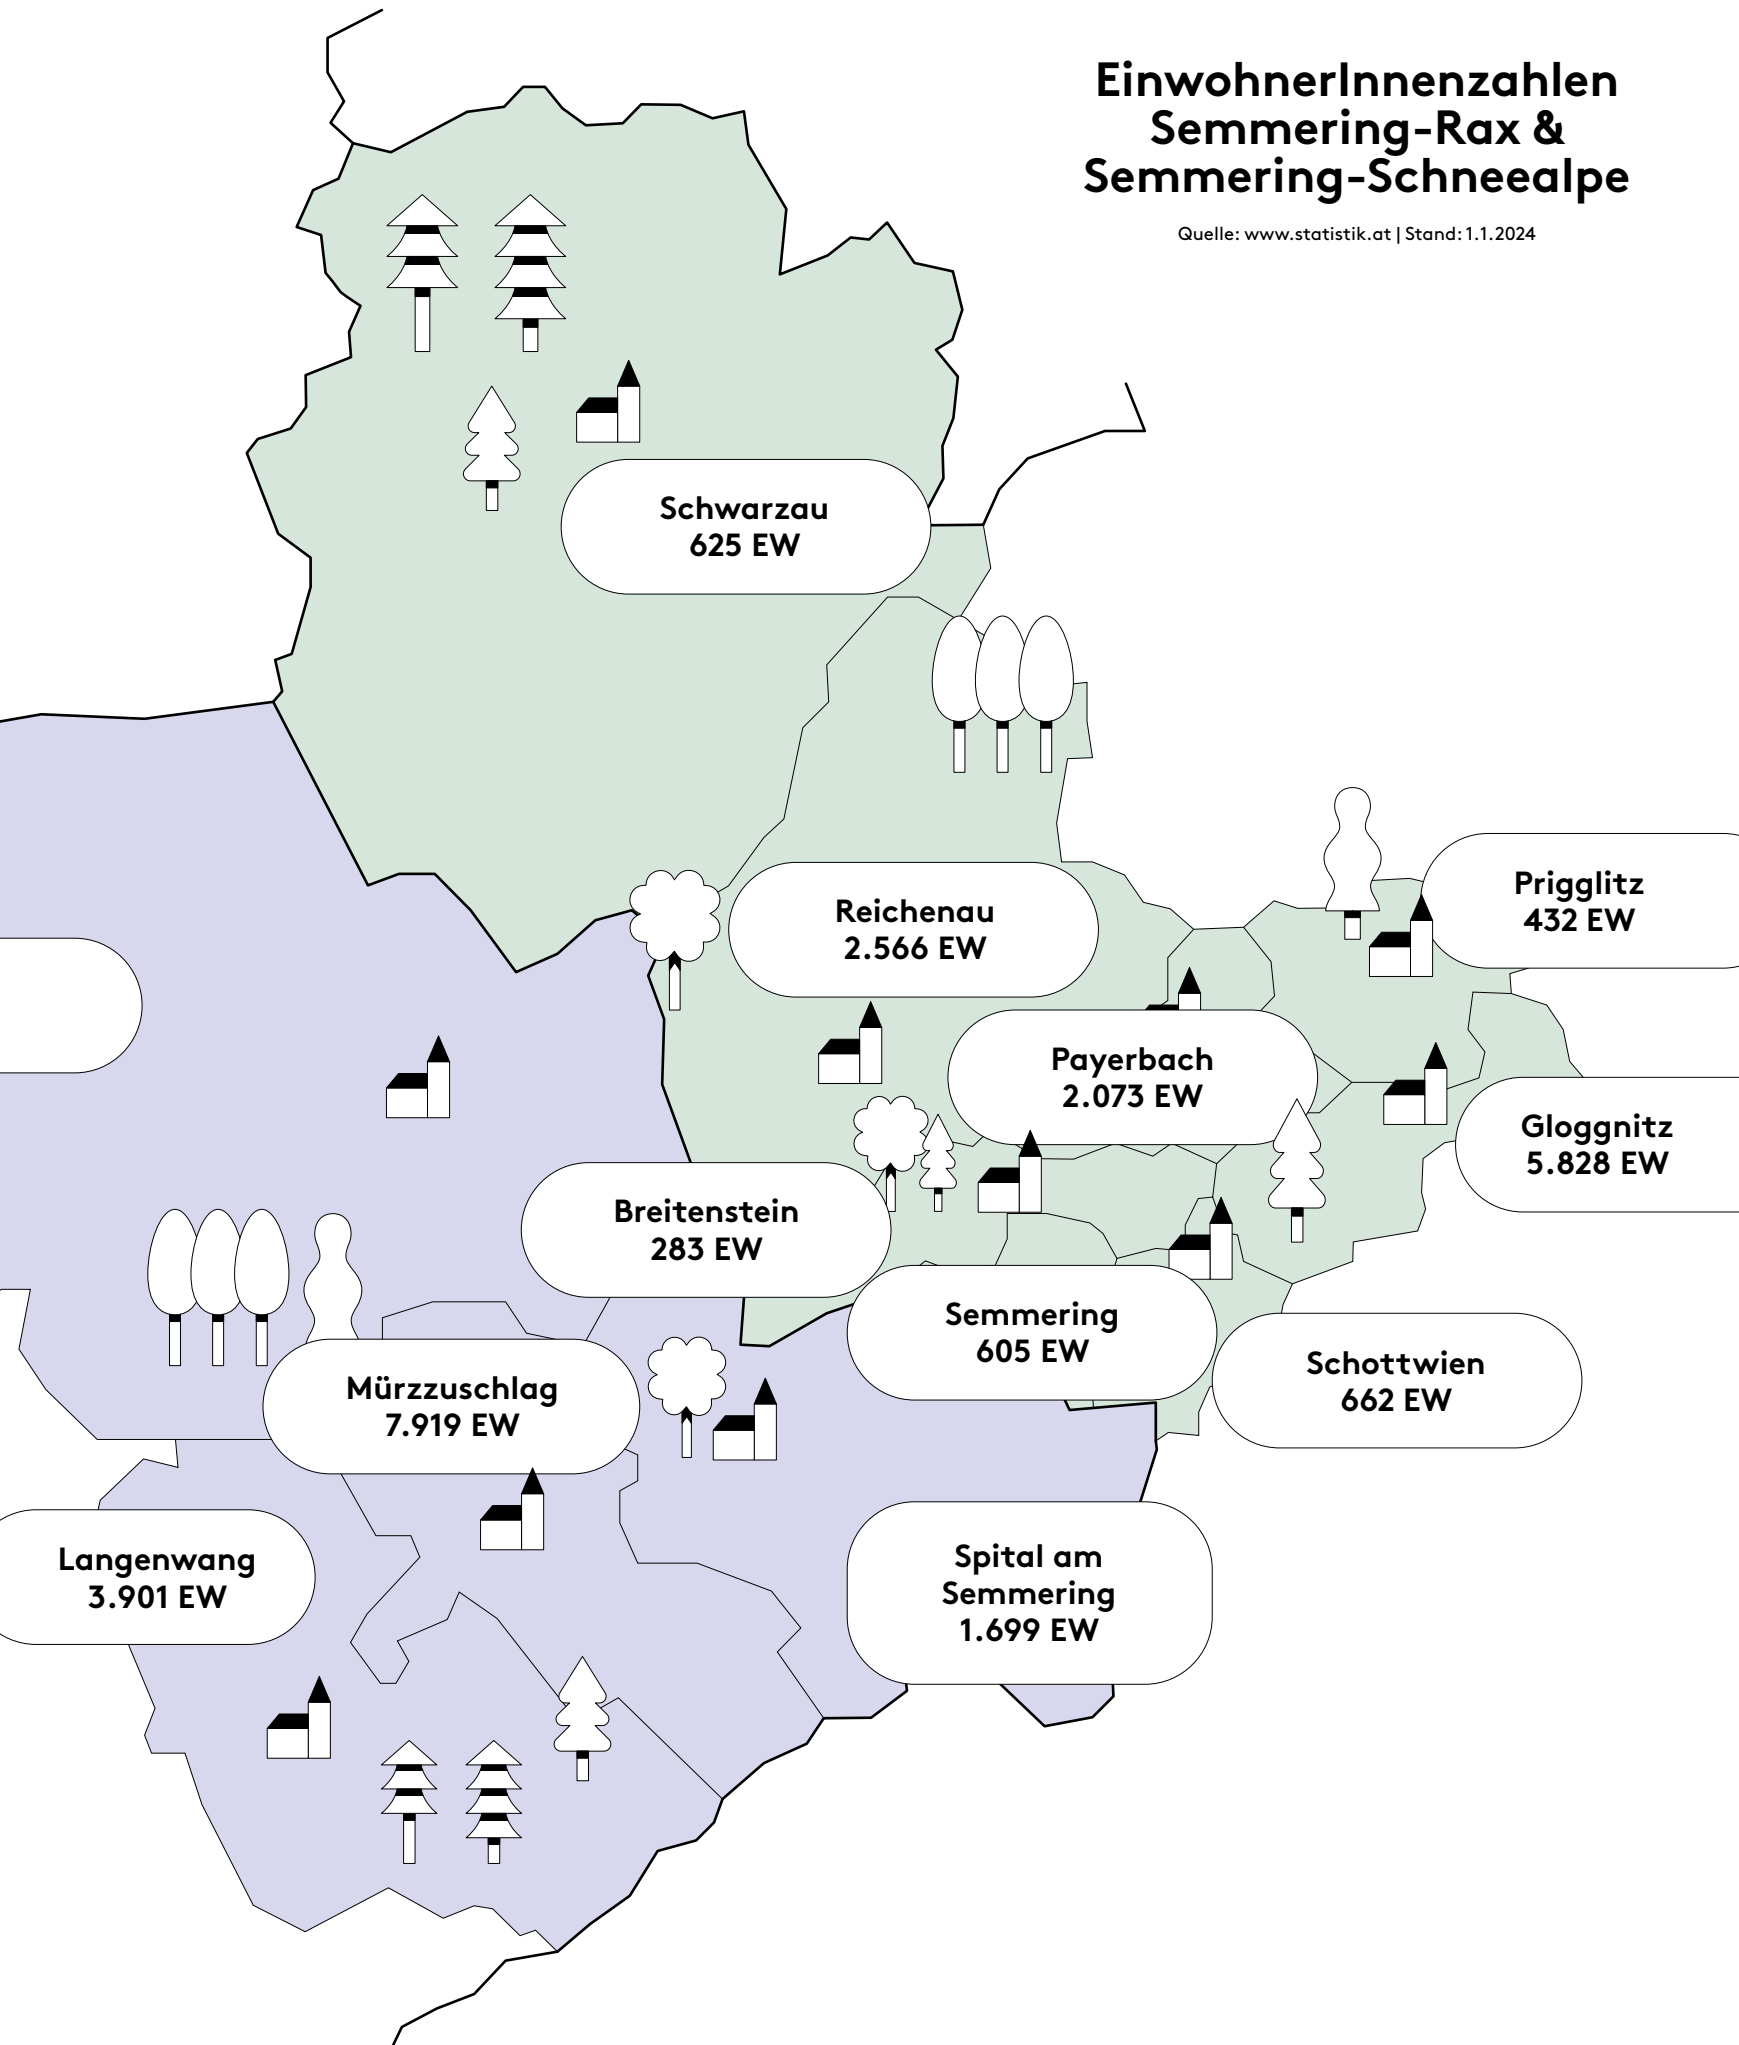 EinwohnerInnenzahlen
Semmering-Rax &
Semmering-Schneealpe
Quelle: www.statistik.at | Stand: 1.1.2024
Schwarzau
625 EW
Prigglitz
432 EW
Reichenau
2.566 EW
Payerbach
2.073 EW
Gloggnitz
5.828 EW
Breitenstein
283 EW
Semmering
605 EW
Schottwien
662 EW
Mürzzuschlag
7.919 EW
Langenwang
3.901 EW
Spital am
Semmering
1.699 EW